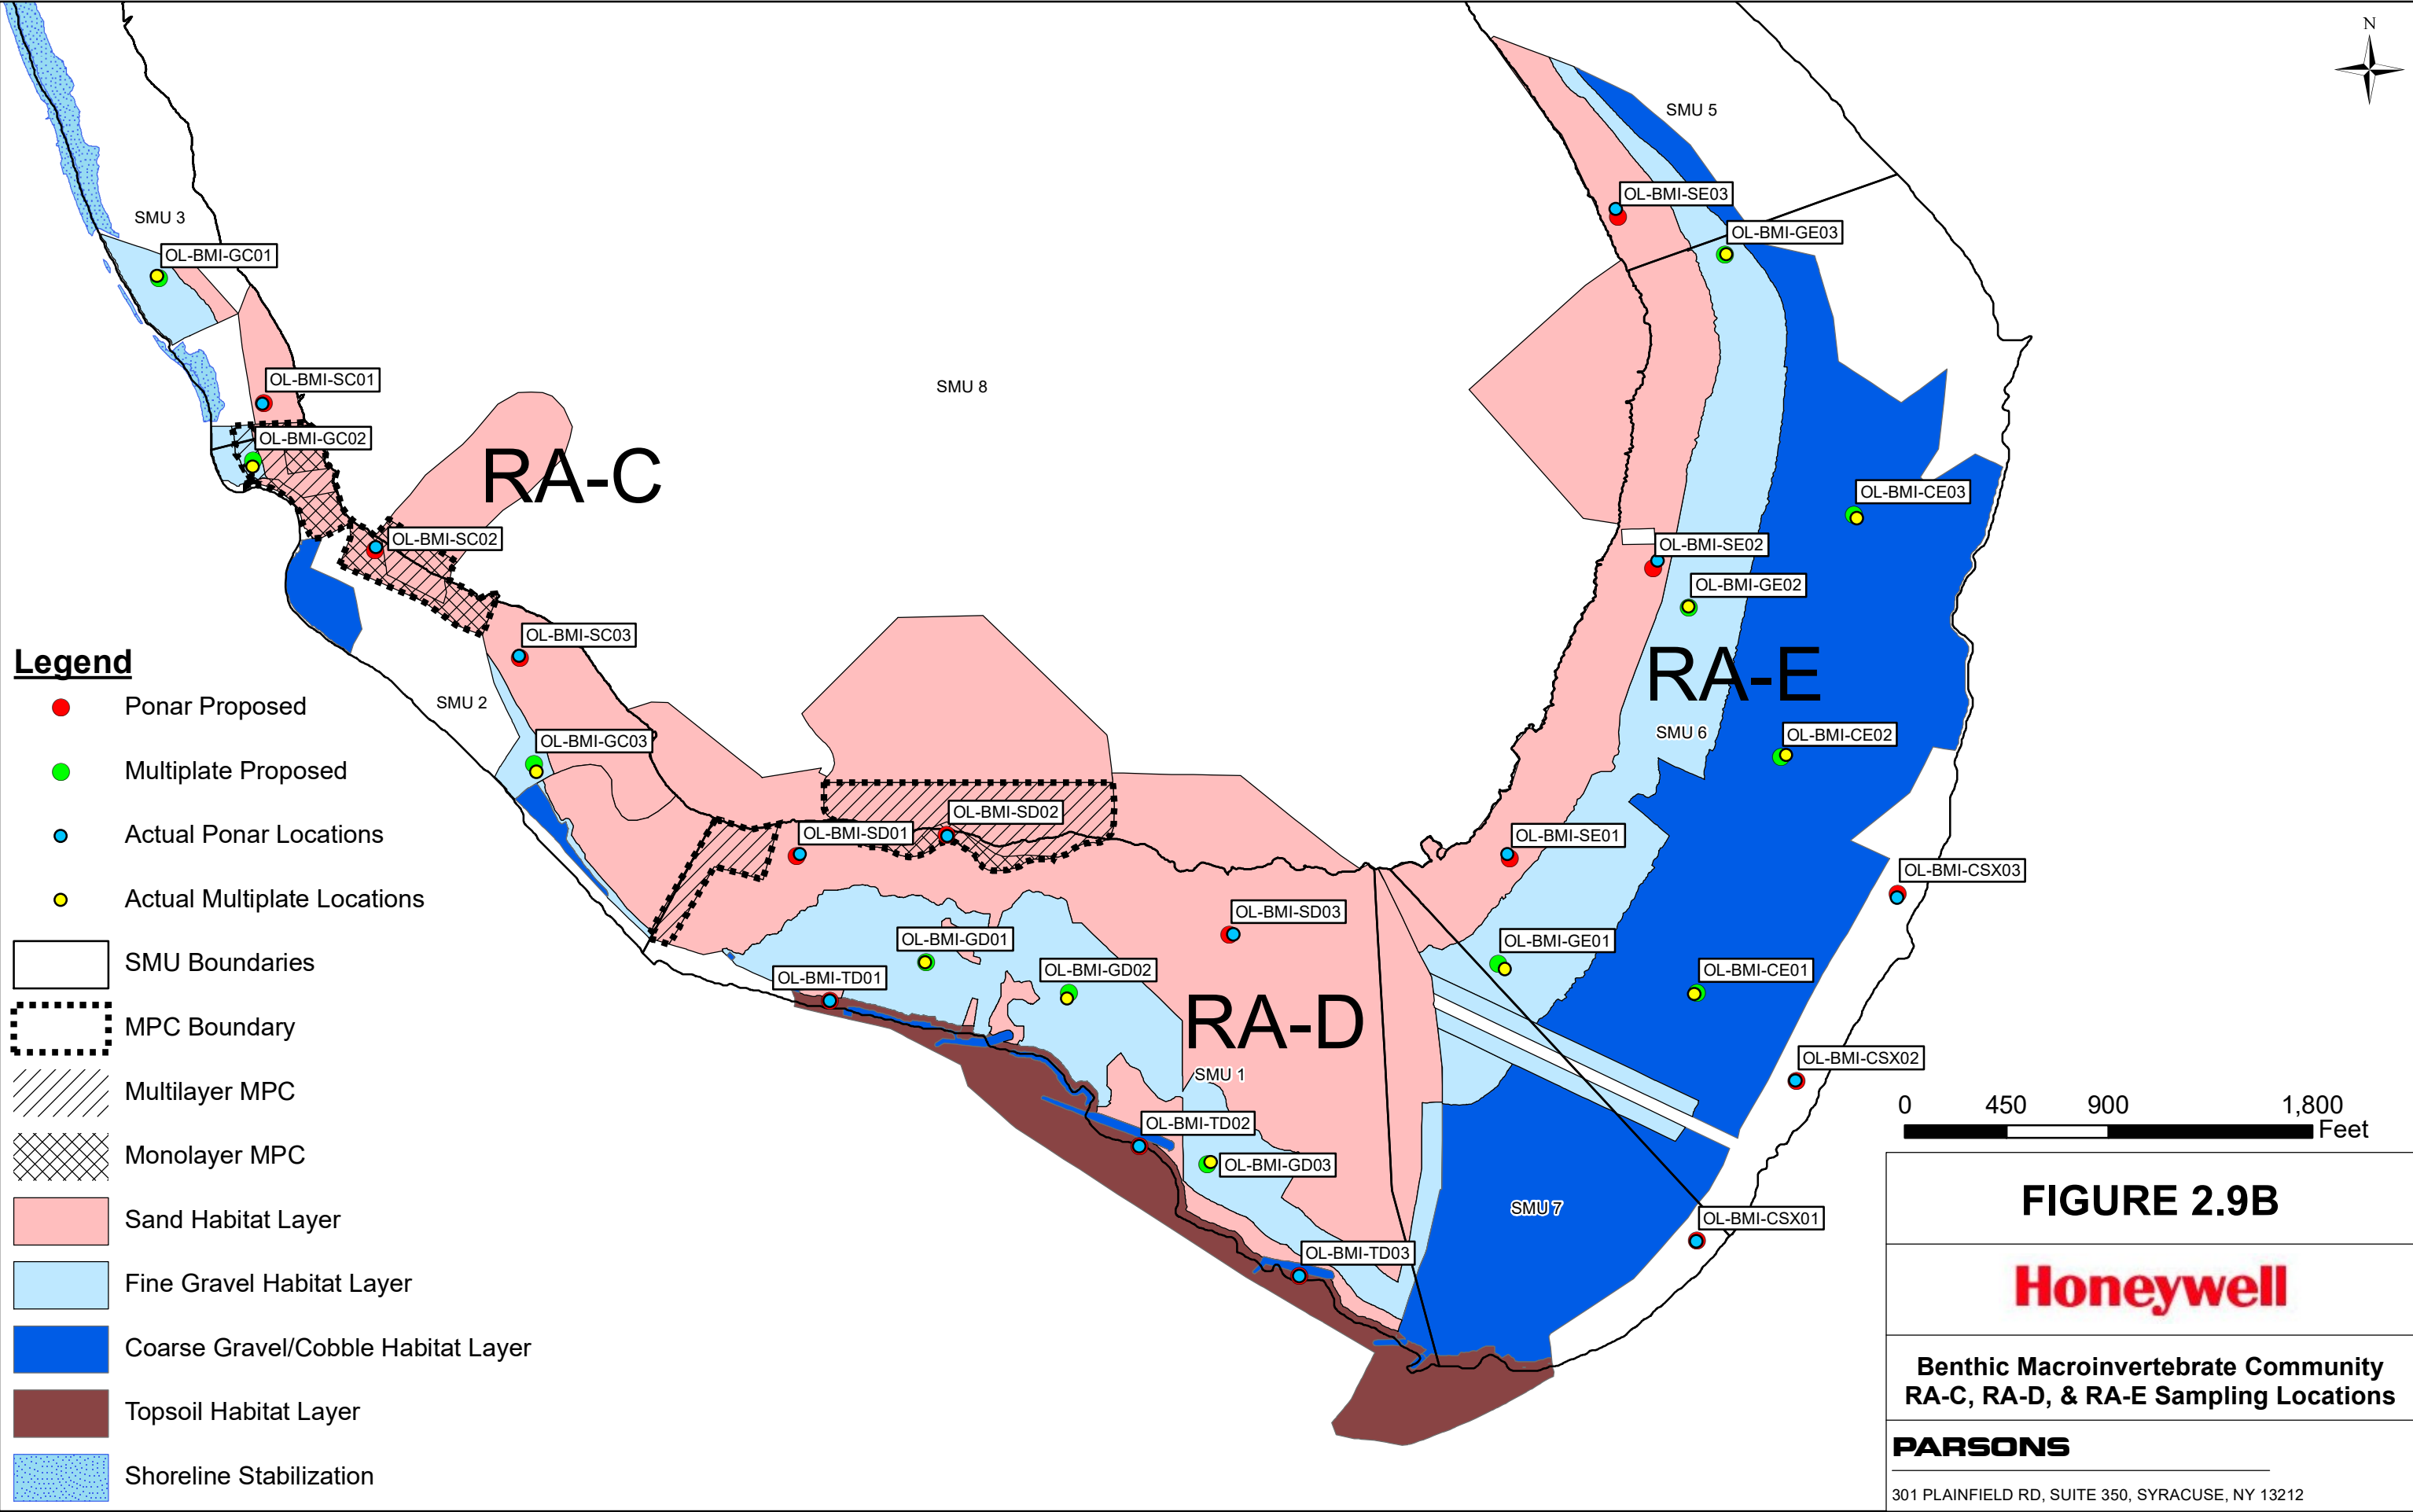 N
SMU 5
OL-BMI-SE03
SMU 3
OL-BMI-GE03
OL-BMI-GC01
OL-BMI-SC01
SMU 8
OL-BMI-GC02
RA-C
OL-BMI-CE03
OL-BMI-SC02
OL-BMI-SE02
OL-BMI-GE02
OL-BMI-SC03
RA-E
SMU 2
SMU 6
OL-BMI-CE02
OL-BMI-GC03
OL-BMI-SD02
OL-BMI-SD01
OL-BMI-SE01
OL-BMI-CSX03
OL-BMI-SD03
OL-BMI-GD01
OL-BMI-GE01
OL-BMI-GD02
OL-BMI-CE01
OL-BMI-TD01
RA-D
OL-BMI-CSX02
SMU 1
OL-BMI-TD02
OL-BMI-GD03
SMU 7
OL-BMI-CSX01
OL-BMI-TD03
Legend
Ponar Proposed
Multiplate Proposed
Actual Ponar Locations
Actual Multiplate Locations
SMU Boundaries
MPC Boundary
Multilayer MPC
Monolayer MPC
Sand Habitat Layer
Fine Gravel Habitat Layer
Coarse Gravel/Cobble Habitat Layer
Topsoil Habitat Layer
Shoreline Stabilization
0 450 900 1,800
Feet
FIGURE 2.9B
Honeywell
Benthic Macroinvertebrate Community
RA-C, RA-D, & RA-E Sampling Locations
PARSONS
301 PLAINFIELD RD, SUITE 350, SYRACUSE, NY 13212